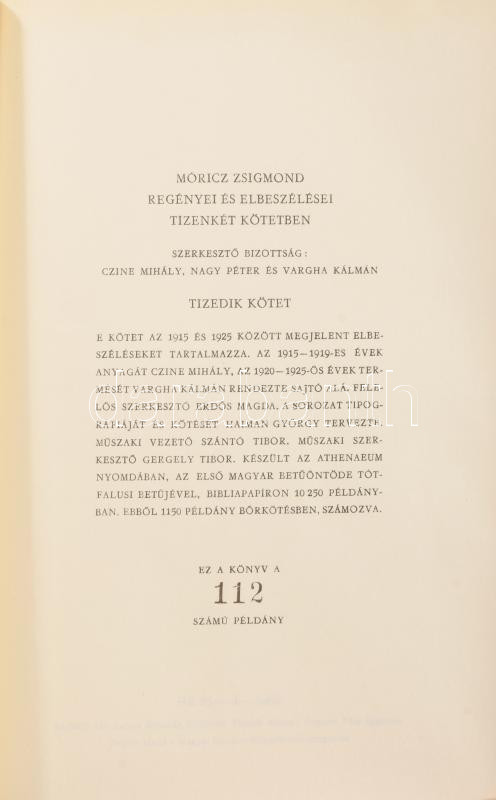 MÓRICZ ZSIGMOND
REGÉNYEI ÉS ELBESZÉLÉSEI
TIZENKÉT KÖTETBEN
SZERKESZTŐ BIZOTTSÁG:
CZINE MIHÁLY, NAGY PÉTER ÉS VARGHA KÁLMÁN
TIZEDIK KÖTET
E KÖTET AZ 1915 ÉS 1925 KÖZÖTT MEGJELENT ELBE-
SZÉLÉSEKET TARTALMAZZA. AZ 1915—1919-ES ÉVEK
ANYAGÁT CZINE MIHÁLY, AZ 1920—1925-ÖS ÉVEK TER-
MÉSÉT VARGHA KÁLMÁN RENDEZTE SAJTÓ ALÁ. FELE-
LŐS SZERKESZTŐ ERDŐS MAGDA. A SOROZAT TIPOG-
RÁFIÁJÁT ÉS KÖTÉSÉT HAIMAN GYÖRGY TERVEZTE.
MŰSZAKI VEZETŐ SZÁNTÓ TIBOR. MŰSZAKI SZER-
KESZTŐ GERGELY TIBOR. KÉSZÜLT AZ ATHENAEUM
NYOMDÁBAN, AZ ELSŐ MAGYAR BETŰÖNTÖDE TÓT-
FALUSI BETŰJÉVEL, BIBLIAPAPÍRON 10 250 PÉLDÁNY-
BAN. EBBŐL 1150 PÉLDÁNY BŐRKÖTÉSBEN, SZÁMOZVA.
EZ A KÖNYV A
112
SZÁMÚ PÉLDÁNY